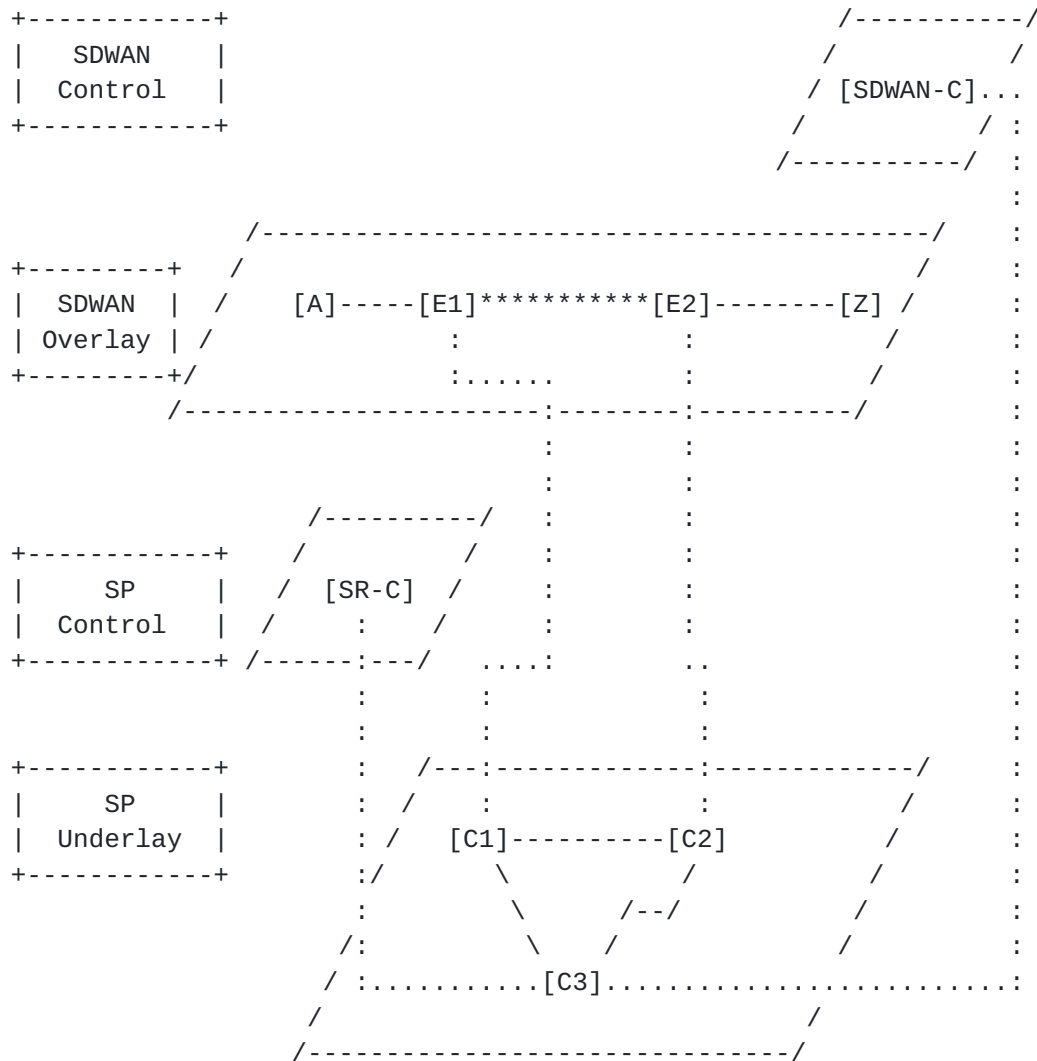 SDWAN
Control [SDWAN-C]
SDWAN [A] [E1] [E2] [Z]
Overlay
SP [SR-C]
Control
SP
Underlay [C1] [C2]
[C3]